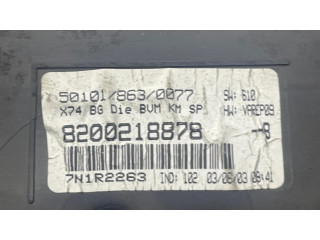 50101/863/0077 SW: 610
X74 BG Die BVM KM SP HW: VAREP09
8200218878 --A
7N1R2263 IND: 102 03/06/03 08:41